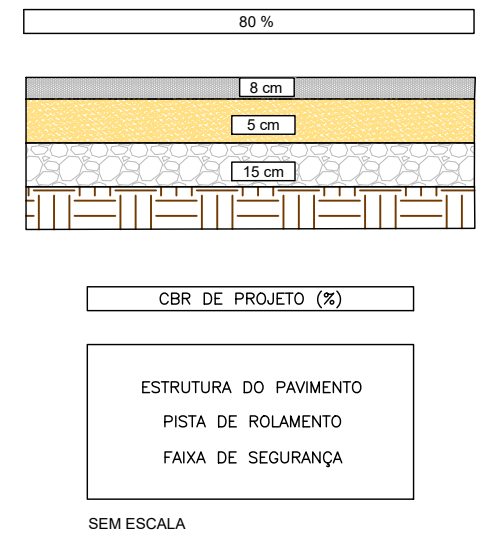 80 %
8 cm
5 cm
15 cm
CBR DE PROJETO (%)
ESTRUTURA DO PAVIMENTO
PISTA DE ROLAMENTO
FAIXA DE SEGURANÇA
SEM ESCALA